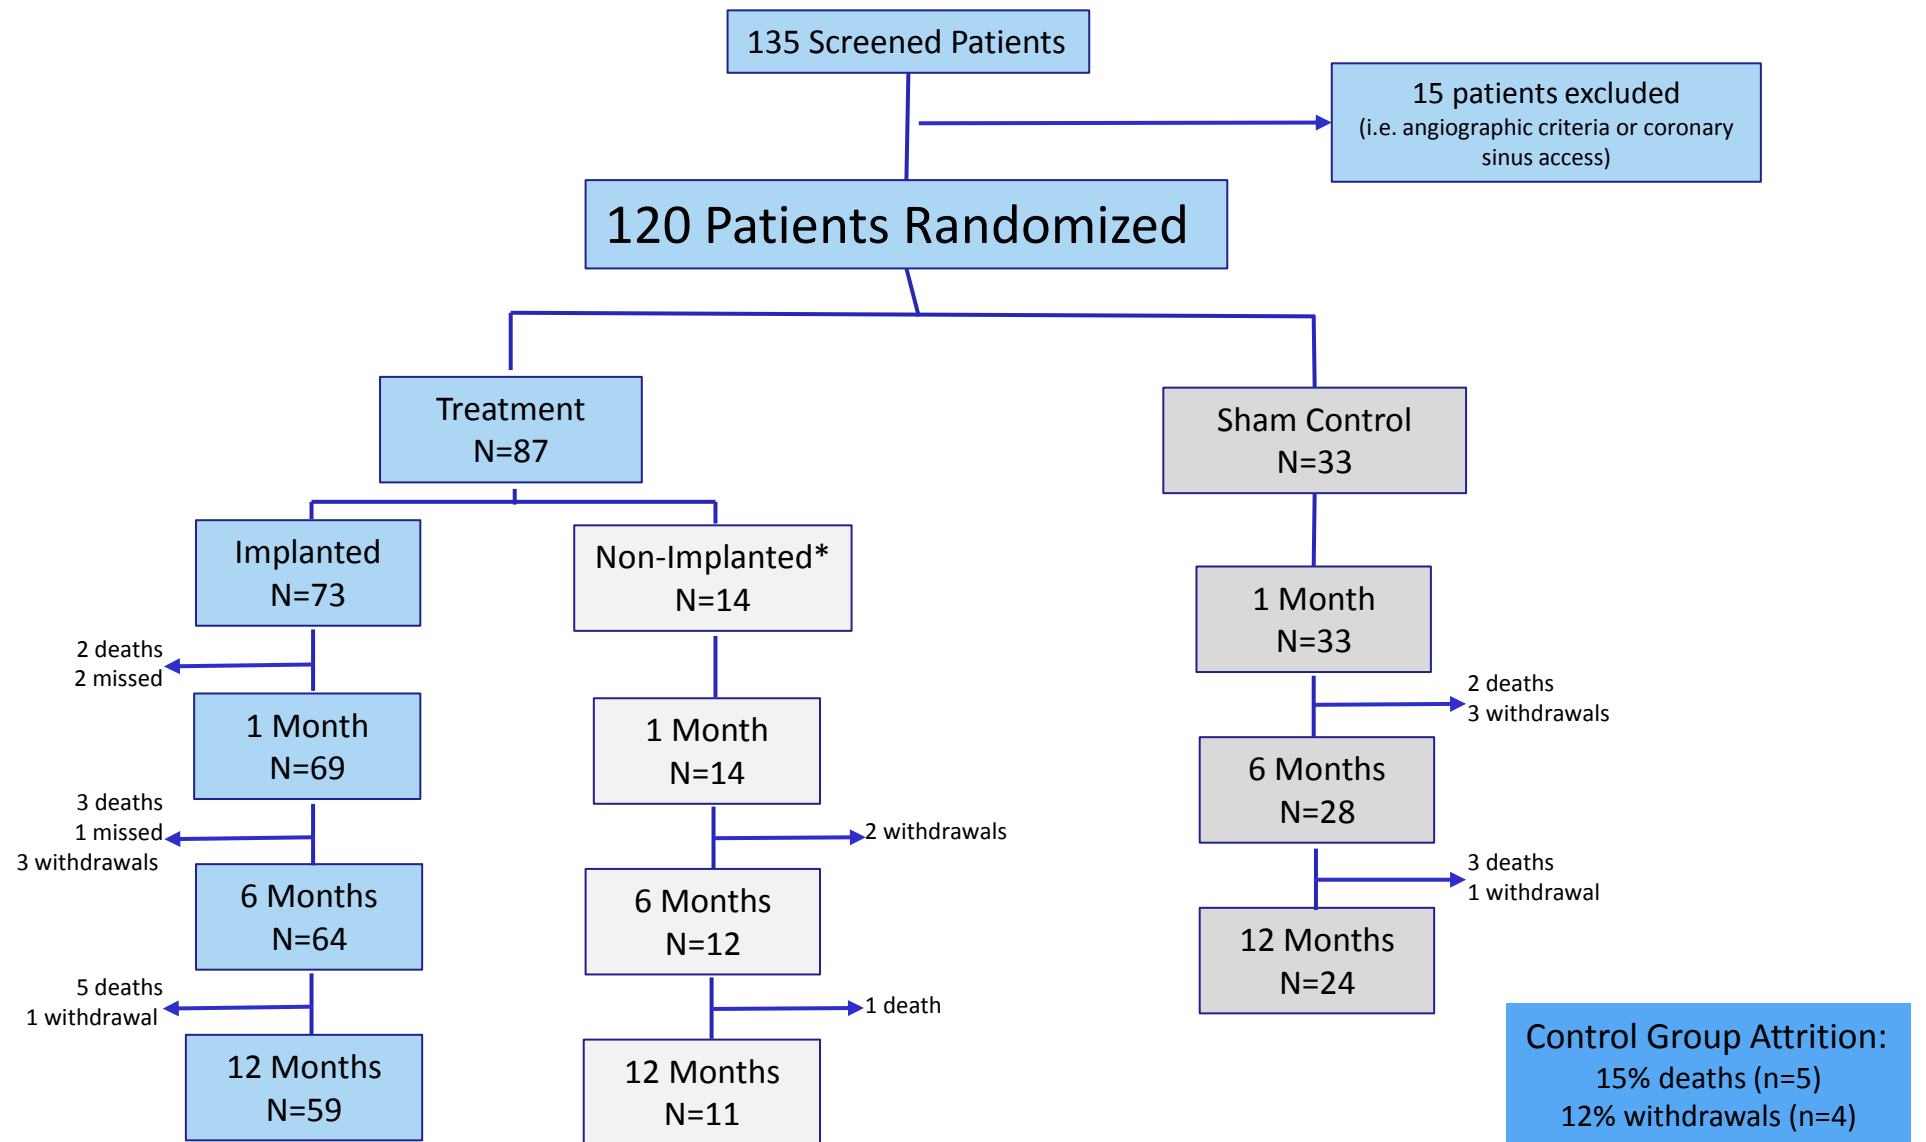 135 Screened Patients
15 patients excluded
(i.e. angiographic criteria or coronary
sinus access)
120 Patients Randomized
Treatment
N=87
Sham Control
N=33
Implanted
N=73
Non-Implanted*
N=14
1 Month
N=33
2 deaths
2 missed
2 deaths
3 withdrawals
1 Month
N=69
1 Month
N=14
6 Months
N=28
3 deaths
1 missed
3 withdrawals
2 withdrawals
3 deaths
1 withdrawal
6 Months
N=64
6 Months
N=12
12 Months
N=24
5 deaths
1 withdrawal
1 death
12 Months
N=59
12 Months
N=11
Control Group Attrition:
15% deaths (n=5)
12% withdrawals (n=4)